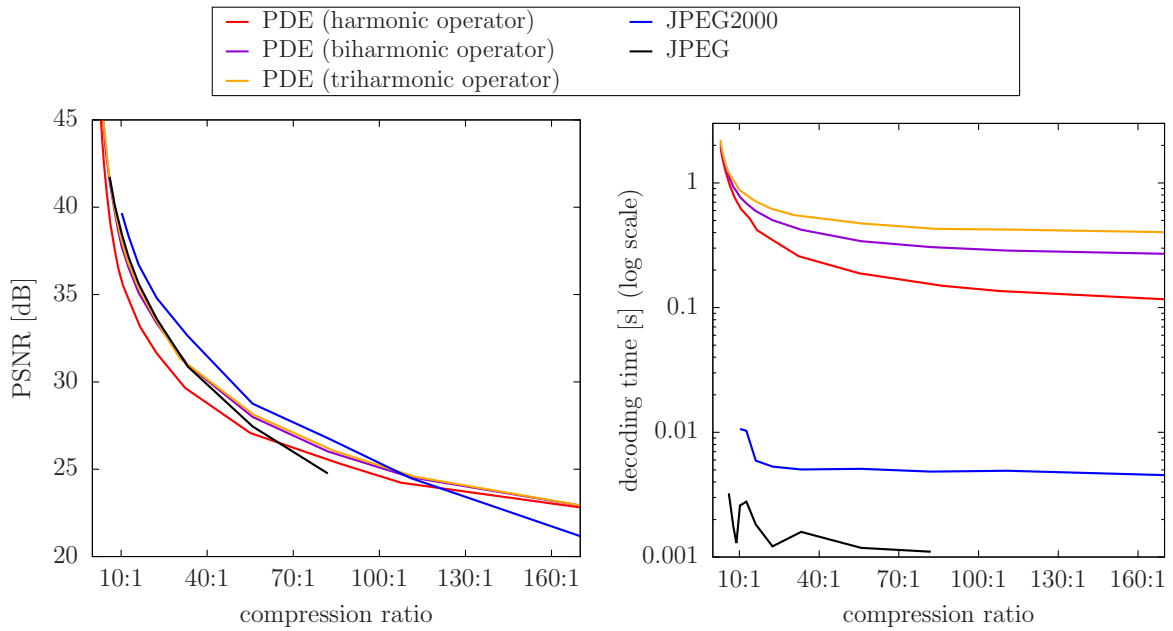 PDE (harmonic operator)
PDE (biharmonic operator)
PDE (triharmonic operator)
JPEG2000
JPEG
45
40
35
30
25
20
PSNR [dB]
10:1 40:1 70:1 100:1 130:1 160:1
compression ratio
1
0.1
0.01
0.001
decoding time [s] (log scale)
10:1 40:1 70:1 100:1 130:1 160:1
compression ratio